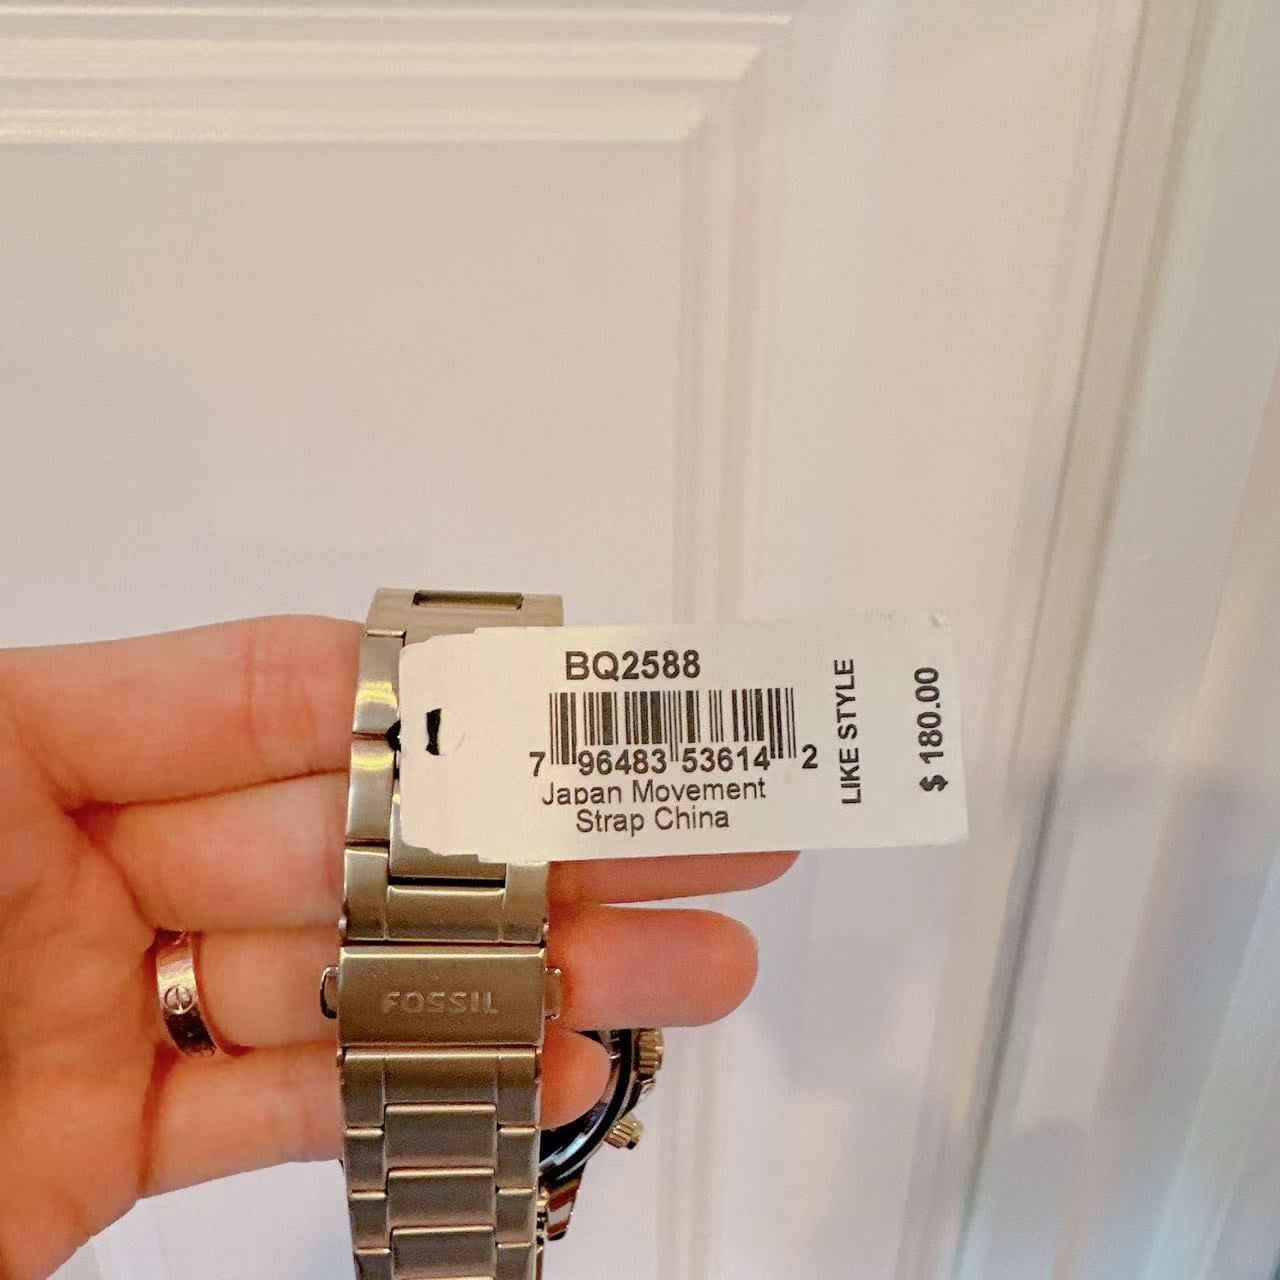 BQ2588
7 96483 53614 2
Japan Movement
Strap China
LIKE STYLE
$ 180.00
FOSSIL